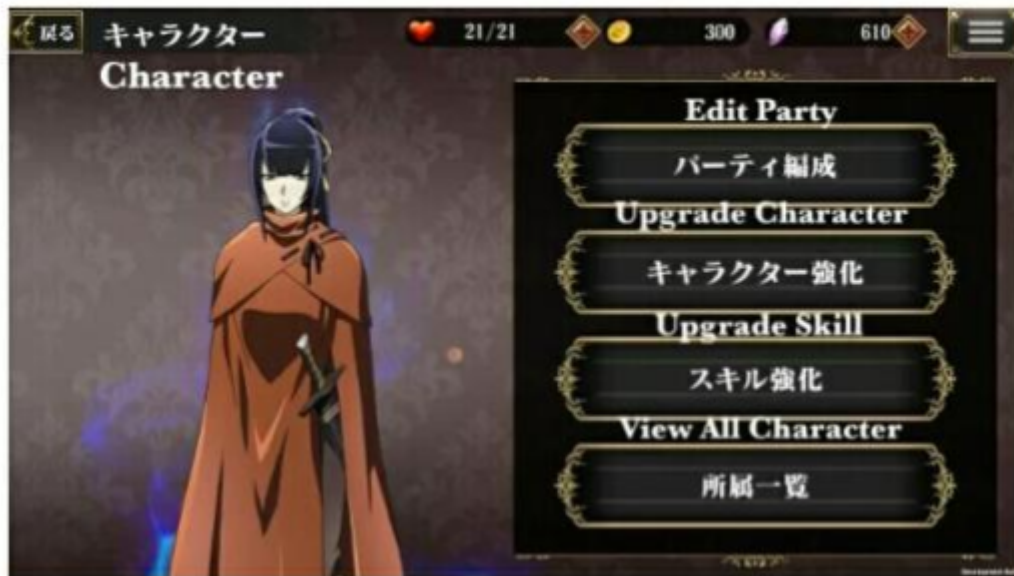 戻る キャラクター 21/21 300 610
Character
Edit Party
パーティ編成
Upgrade Character
キャラクター強化
Upgrade Skill
スキル強化
View All Character
所属一覧